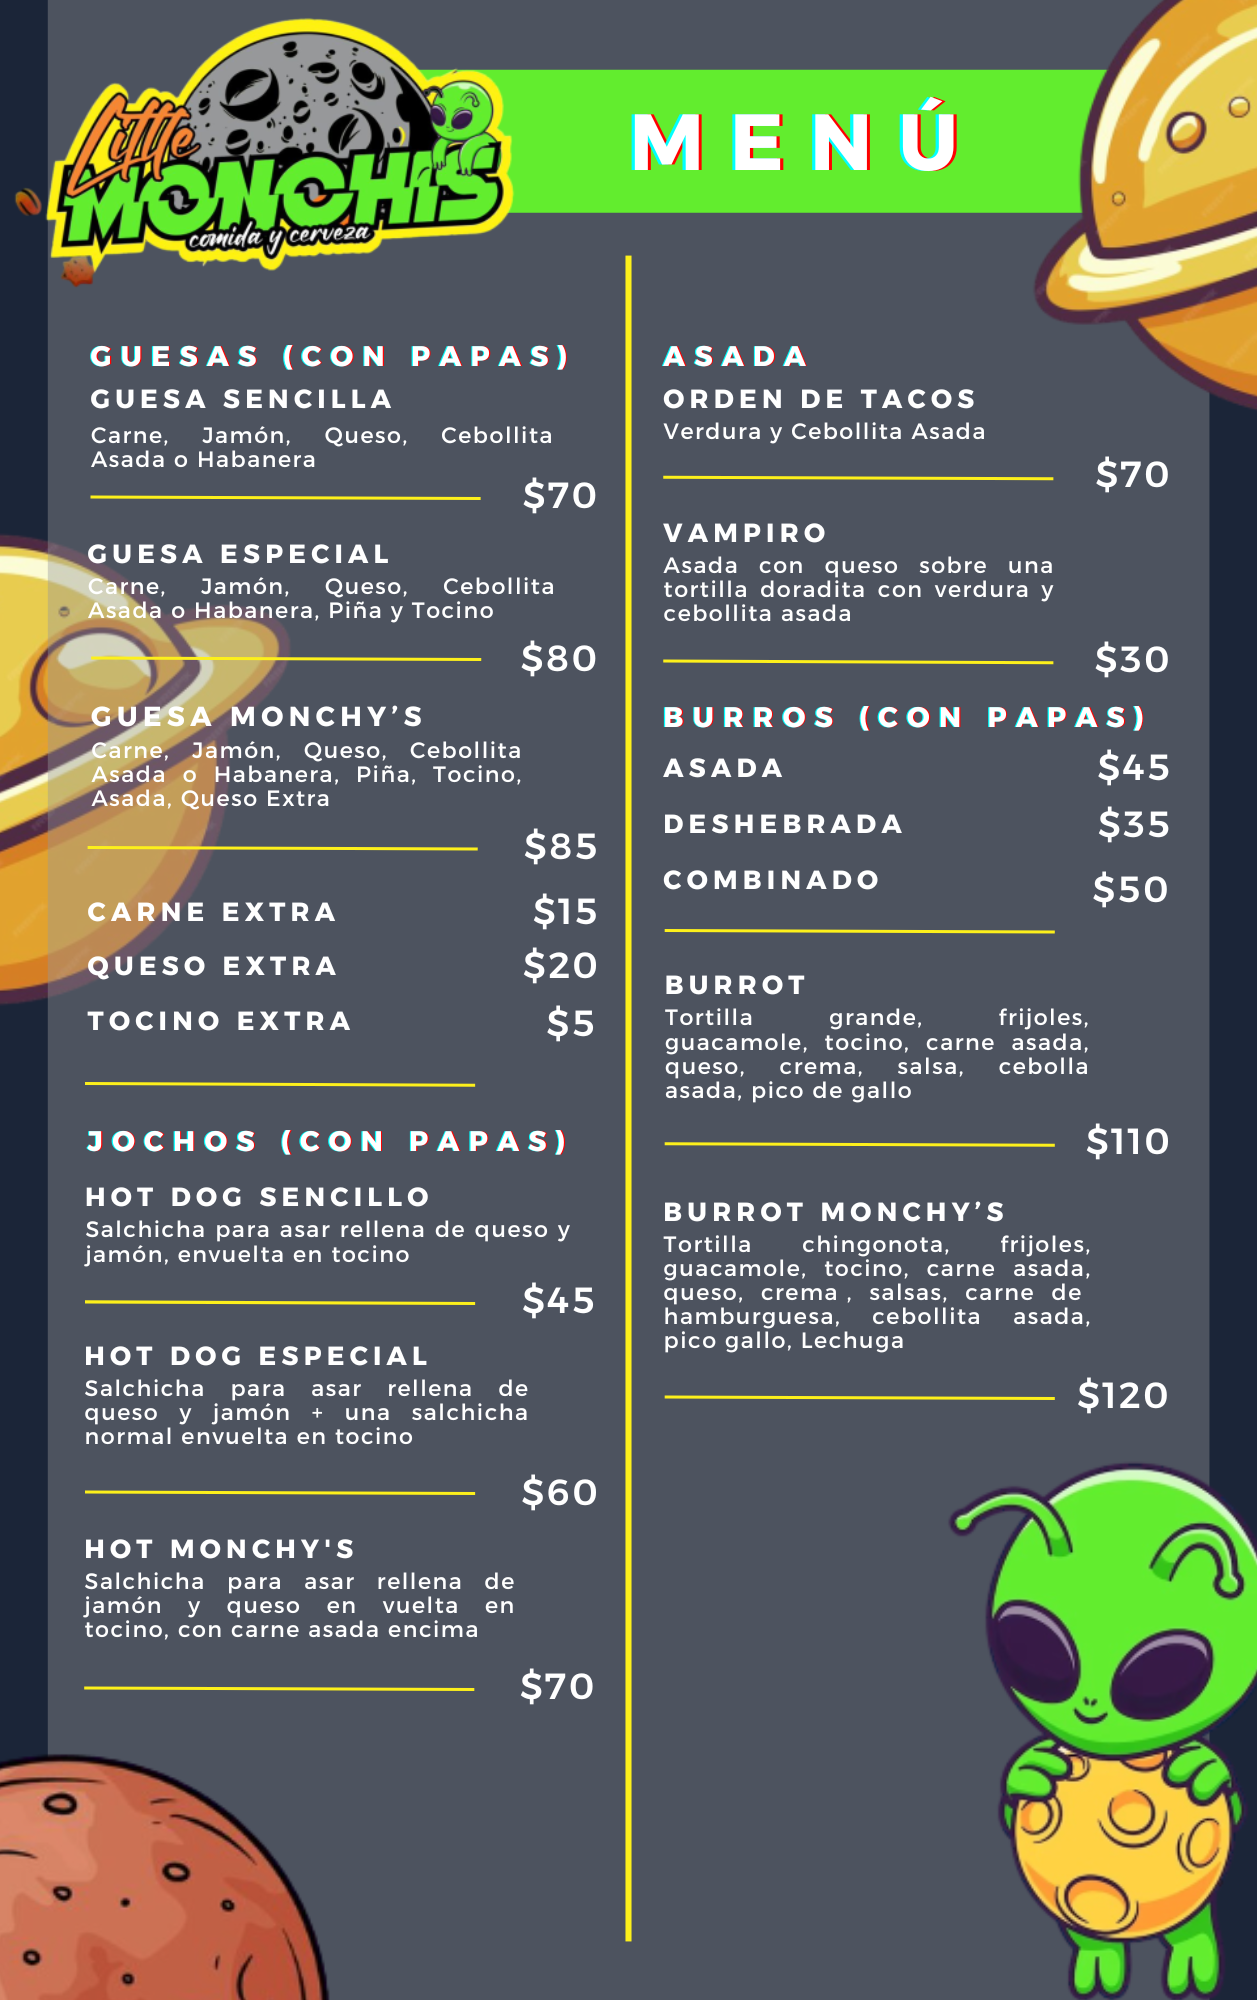 Little
MONCHIS
comida y cerveza
MENÚ
GUESAS (CON PAPAS)
GUESA SENCILLA
Carne, Jamón, Queso, Cebollita
Asada o Habanera
$70
GUESA ESPECIAL
Carne, Jamón, Queso, Cebollita
Asada o Habanera, Piña y Tocino
$80
GUESA MONCHY’S
Carne, Jamón, Queso, Cebollita
Asada o Habanera, Piña, Tocino,
Asada, Queso Extra
$85
CARNE EXTRA $15
QUESO EXTRA $20
TOCINO EXTRA $5
JOCHOS (CON PAPAS)
HOT DOG SENCILLO
Salchicha para asar rellena de queso y
jamón, envuelta en tocino
$45
HOT DOG ESPECIAL
Salchicha para asar rellena de
queso y jamón + una salchicha
normal envuelta en tocino
$60
HOT MONCHY'S
Salchicha para asar rellena de
jamón y queso en vuelta en
tocino, con carne asada encima
$70
ASADA
ORDEN DE TACOS
Verdura y Cebollita Asada
$70
VAMPIRO
Asada con queso sobre una
tortilla doradita con verdura y
cebollita asada
$30
BURROS (CON PAPAS)
ASADA $45
DESHEBRADA $35
COMBINADO $50
BURROT
Tortilla grande, frijoles,
guacamole, tocino, carne asada,
queso, crema, salsa, cebolla
asada, pico de gallo
$110
BURROT MONCHY’S
Tortilla chingonota, frijoles,
guacamole, tocino, carne asada,
queso, crema , salsas, carne de
hamburguesa, cebollita asada,
pico gallo, Lechuga
$120